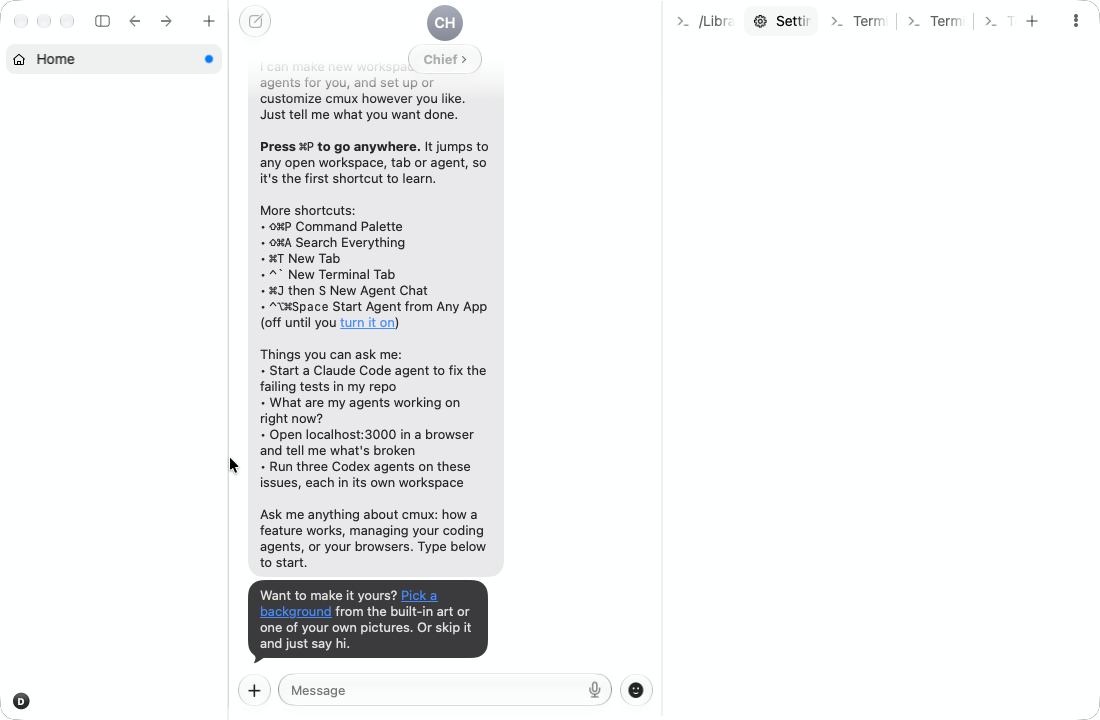 /Libra
Settin
Termi
Termi
T
Home
CH
Chief
I can make new workspac
agents for you, and set up or
customize cmux however you like.
Just tell me what you want done.
Press ⌘P to go anywhere. It jumps to
any open workspace, tab or agent, so
it's the first shortcut to learn.
More shortcuts:
• ⇧⌘P Command Palette
• ⇧⌘A Search Everything
• ⌘T New Tab
• ^` New Terminal Tab
• ⌘J then S New Agent Chat
• ^⌥⌘Space Start Agent from Any App
(off until you turn it on)
Things you can ask me:
• Start a Claude Code agent to fix the
failing tests in my repo
• What are my agents working on
right now?
• Open localhost:3000 in a browser
and tell me what's broken
• Run three Codex agents on these
issues, each in its own workspace
Ask me anything about cmux: how a
feature works, managing your coding
agents, or your browsers. Type below
to start.
Want to make it yours? Pick a
background from the built-in art or
one of your own pictures. Or skip it
and just say hi.
Message
D